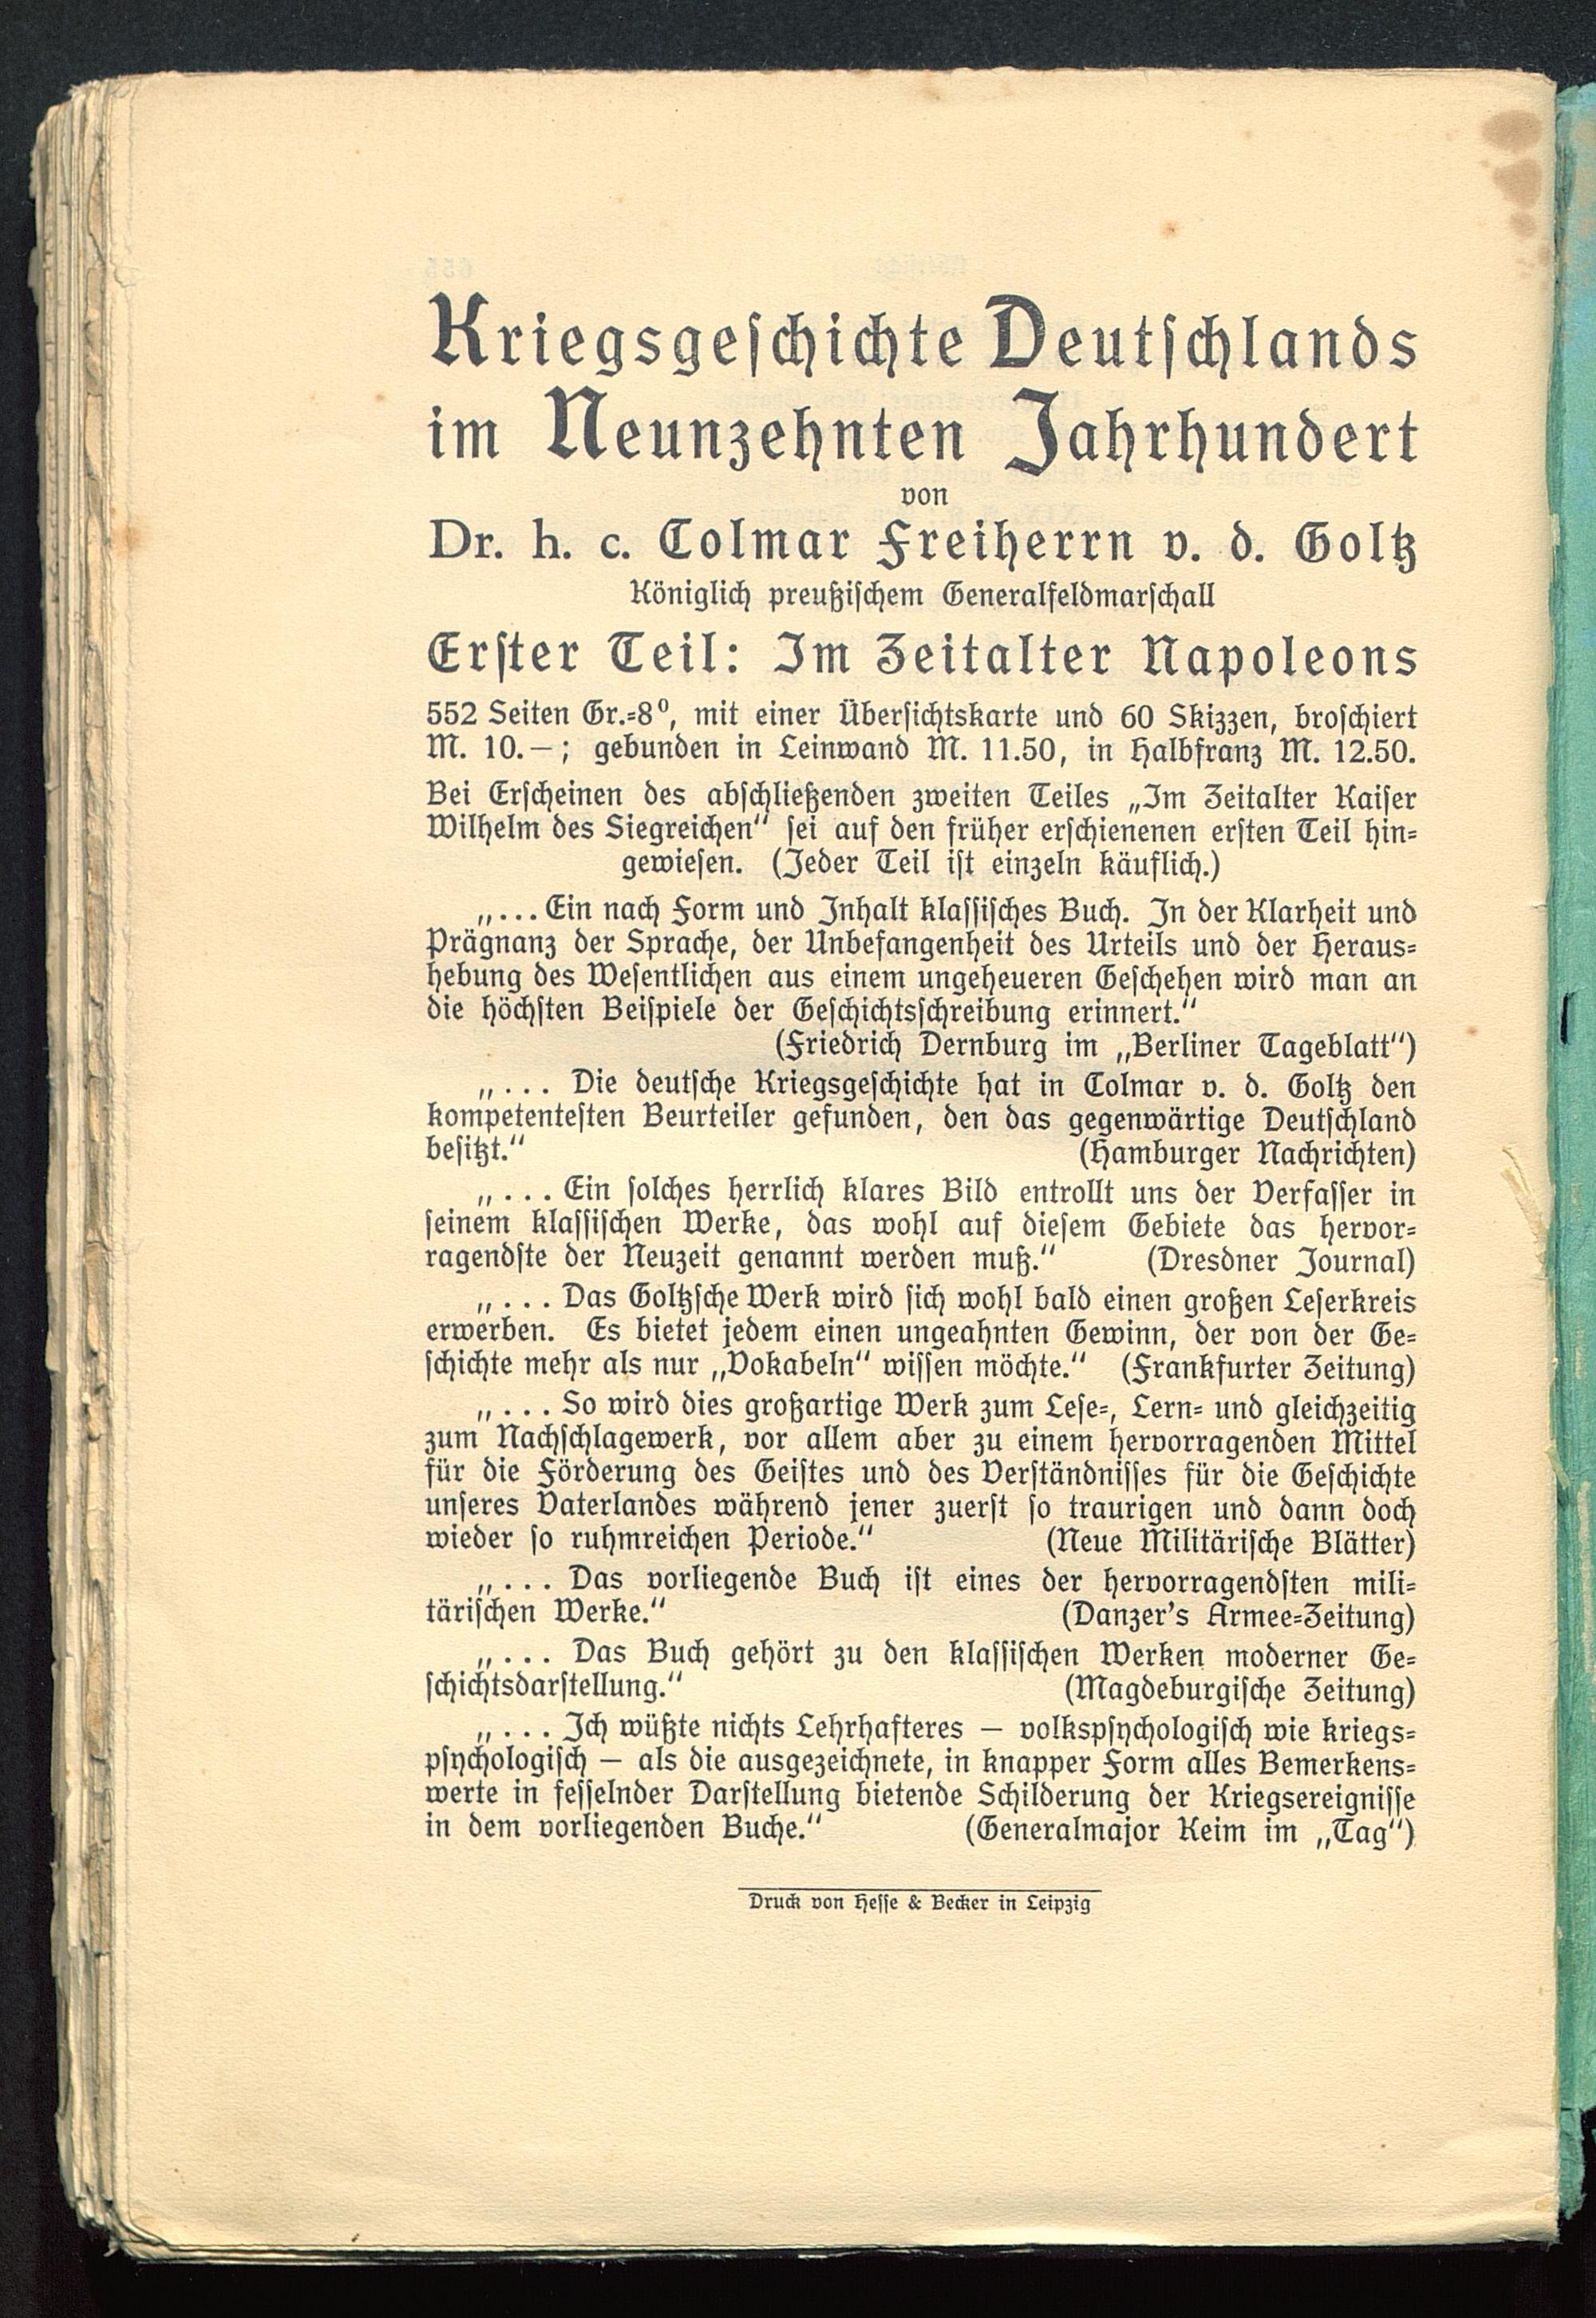 Kriegsgeschichte Deutschlands
im Neunzehnten Jahrhundert
von
Dr. h. c. Colmar Freiherrn v. d. Goltz
Königlich preußischem Generalfeldmarschall
Erster Teil: Im Zeitalter Napoleons
552 Seiten Gr.=8⁰, mit einer Übersichtskarte und 60 Skizzen, broschiert
M. 10.—; gebunden in Leinwand M. 11.50, in Halbfranz M. 12.50.
Bei Erscheinen des abschließenden zweiten Teiles „Im Zeitalter Kaiser
Wilhelm des Siegreichen“ sei auf den früher erschienenen ersten Teil hin=
gewiesen. (Jeder Teil ist einzeln käuflich.)
„... Ein nach Form und Inhalt klassisches Buch. In der Klarheit und
Prägnanz der Sprache, der Unbefangenheit des Urteils und der Heraus=
hebung des Wesentlichen aus einem ungeheueren Geschehen wird man an
die höchsten Beispiele der Geschichtsschreibung erinnert.“
(Friedrich Dernburg im „Berliner Tageblatt“)
„... Die deutsche Kriegsgeschichte hat in Colmar v. d. Goltz den
kompetentesten Beurteiler gefunden, den das gegenwärtige Deutschland
besitzt.“ (Hamburger Nachrichten)
„... Ein solches herrlich klares Bild entrollt uns der Verfasser in
seinem klassischen Werke, das wohl auf diesem Gebiete das hervor=
ragendste der Neuzeit genannt werden muß.“ (Dresdner Journal)
„... Das Goltzsche Werk wird sich wohl bald einen großen Leserkreis
erwerben. Es bietet jedem einen ungeahnten Gewinn, der von der Ge=
schichte mehr als nur „Vokabeln“ wissen möchte.“ (Frankfurter Zeitung)
„... So wird dies großartige Werk zum Lese=, Lern= und gleichzeitig
zum Nachschlagewerk, vor allem aber zu einem hervorragenden Mittel
für die Förderung des Geistes und des Verständnisses für die Geschichte
unseres Vaterlandes während jener zuerst so traurigen und dann doch
wieder so ruhmreichen Periode.“ (Neue Militärische Blätter)
„... Das vorliegende Buch ist eines der hervorragendsten mili=
tärischen Werke.“ (Danzer's Armee=Zeitung)
„... Das Buch gehört zu den klassischen Werken moderner Ge=
schichtsdarstellung.“ (Magdeburgische Zeitung)
„... Ich wüßte nichts Lehrhafteres — volkspsychologisch wie kriegs=
psychologisch — als die ausgezeichnete, in knapper Form alles Bemerkens=
werte in fesselnder Darstellung bietende Schilderung der Kriegsereignisse
in dem vorliegenden Buche.“ (Generalmajor Keim im „Tag“)
Druck von Hesse & Becker in Leipzig